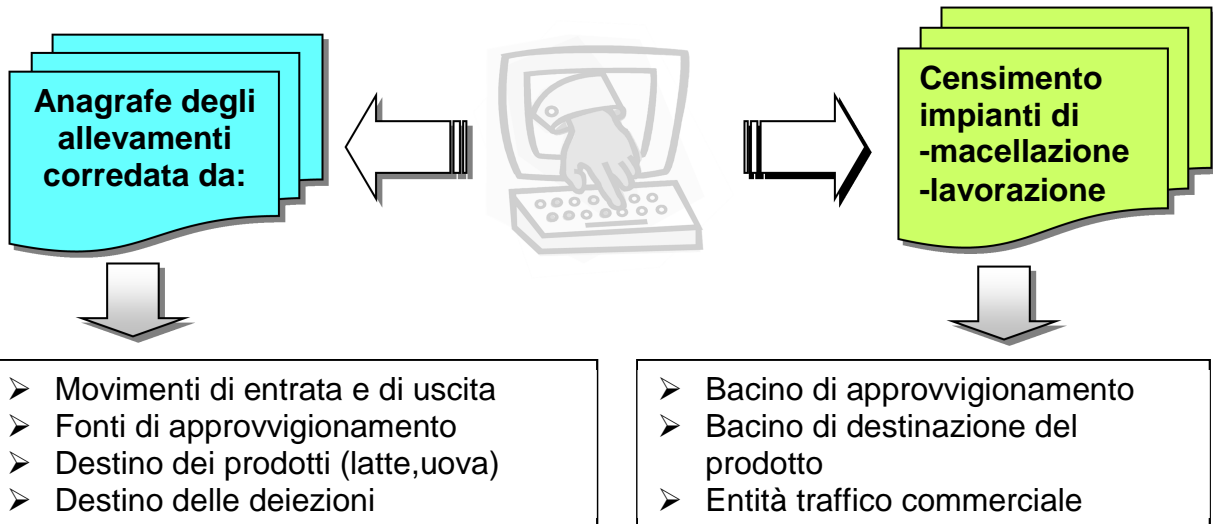 Anagrafe degli
allevamenti
corredata da:
Censimento
impianti di
-macellazione
-lavorazione
➢ Movimenti di entrata e di uscita
➢ Fonti di approvvigionamento
➢ Destino dei prodotti (latte,uova)
➢ Destino delle deiezioni
➢ Bacino di approvvigionamento
➢ Bacino di destinazione del
prodotto
➢ Entità traffico commerciale